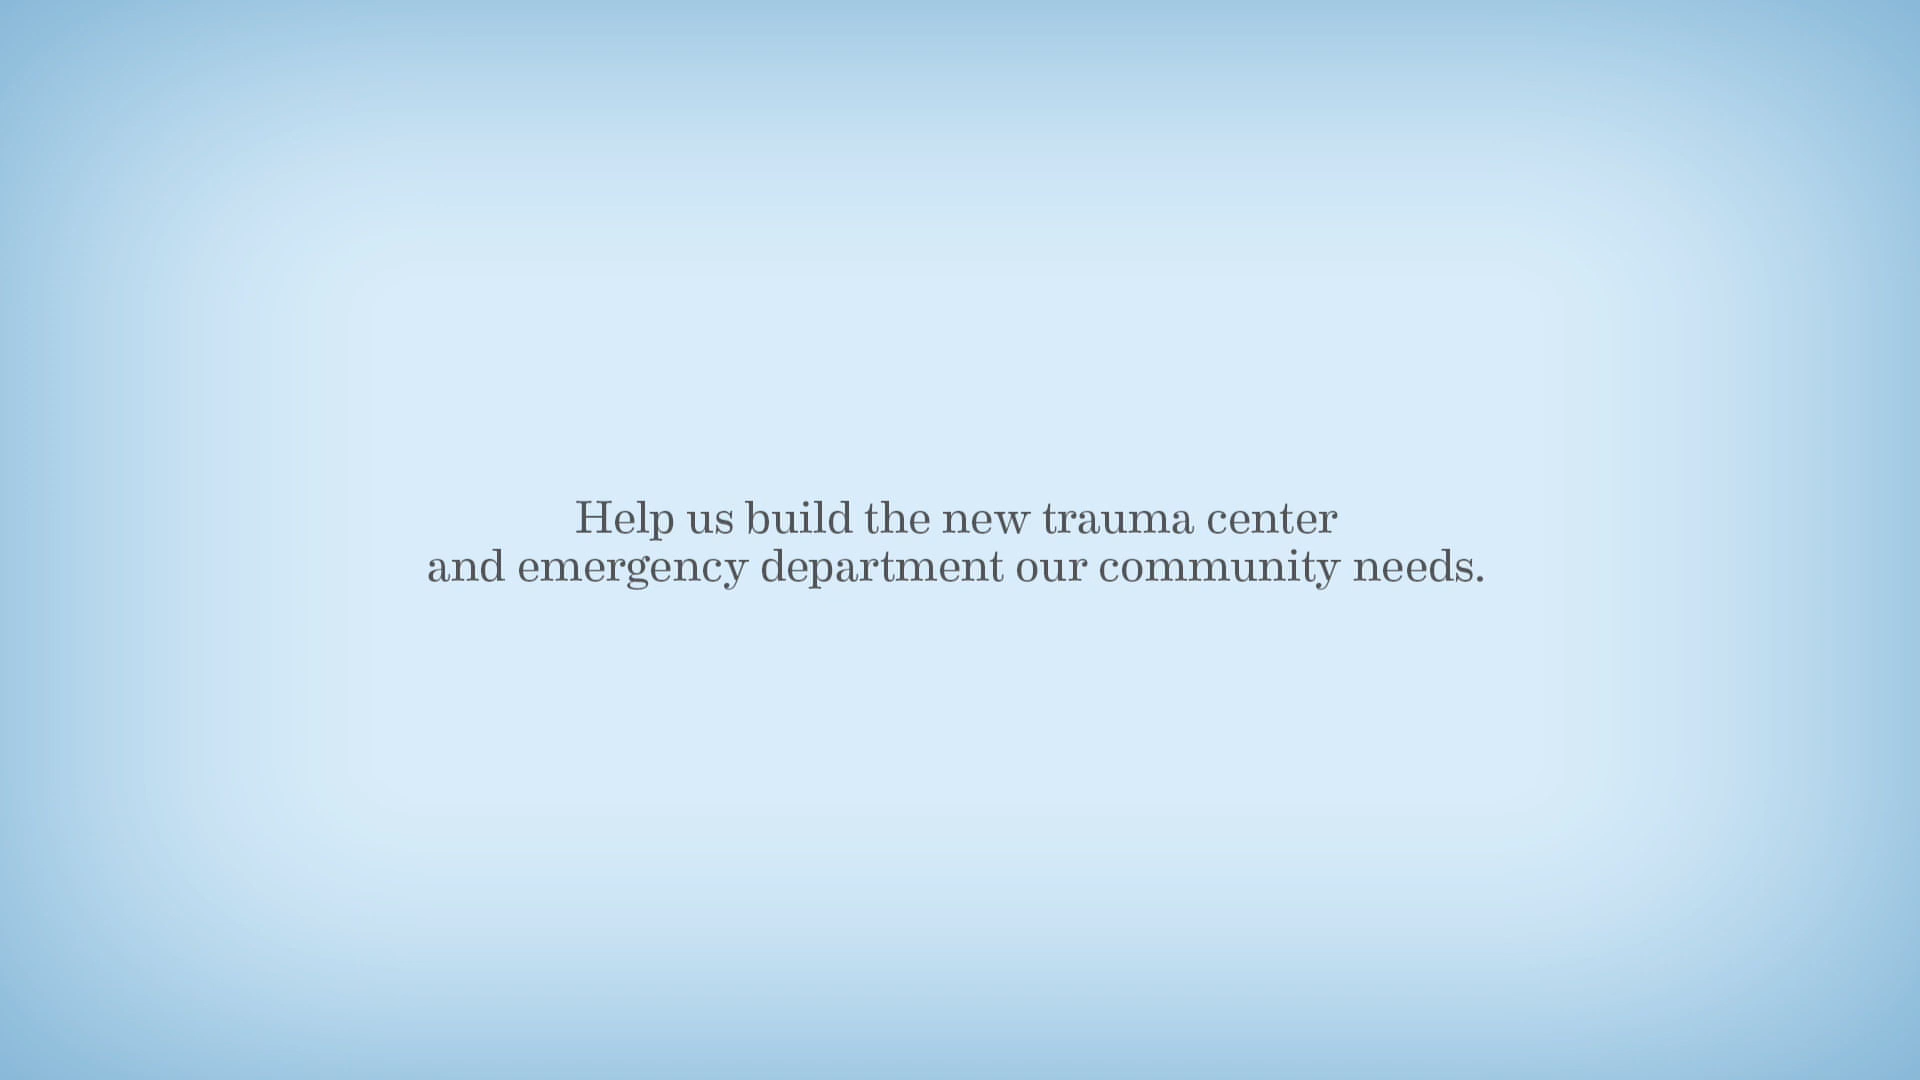 Help us build the new trauma center
and emergency department our community needs.